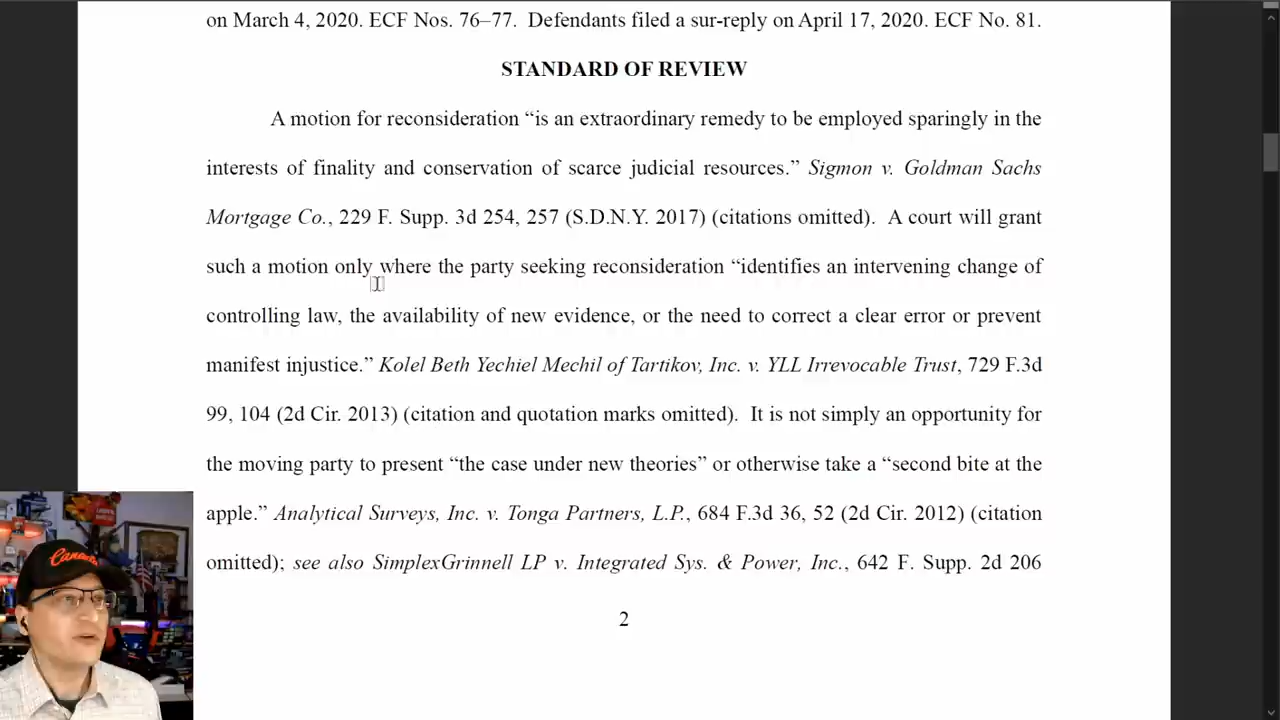 on March 4, 2020. ECF Nos. 76–77.  Defendants filed a sur-reply on April 17, 2020. ECF No. 81.
STANDARD OF REVIEW
A motion for reconsideration “is an extraordinary remedy to be employed sparingly in the
interests of finality and conservation of scarce judicial resources.” Sigmon v. Goldman Sachs
Mortgage Co., 229 F. Supp. 3d 254, 257 (S.D.N.Y. 2017) (citations omitted).  A court will grant
such a motion only where the party seeking reconsideration “identifies an intervening change of
controlling law, the availability of new evidence, or the need to correct a clear error or prevent
manifest injustice.” Kolel Beth Yechiel Mechil of Tartikov, Inc. v. YLL Irrevocable Trust, 729 F.3d
99, 104 (2d Cir. 2013) (citation and quotation marks omitted).  It is not simply an opportunity for
the moving party to present “the case under new theories” or otherwise take a “second bite at the
apple.” Analytical Surveys, Inc. v. Tonga Partners, L.P., 684 F.3d 36, 52 (2d Cir. 2012) (citation
omitted); see also SimplexGrinnell LP v. Integrated Sys. & Power, Inc., 642 F. Supp. 2d 206
2